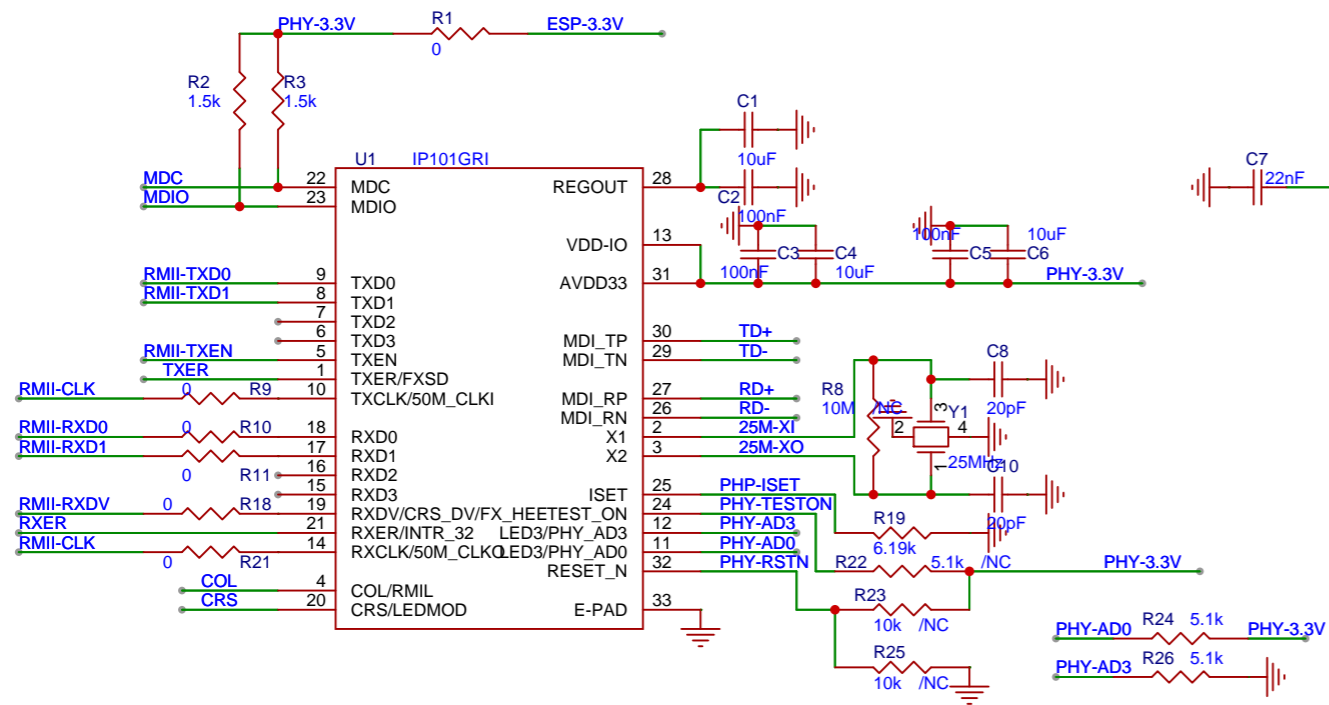 PHY-3.3V R1 ESP-3.3V
0
R2 R3
1.5k 1.5k
C1
10uF
U1 IP101GRI
C7
22nF
MDC 22 MDC REGOUT 28
MDIO 23 MDIO
C2
100nF
VDD-IO 13
C3 C4 100nF C5 10uF C6
100nF 10uF
RMII-TXD0 9 TXD0 AVDD33 31 PHY-3.3V
RMII-TXD1 8 TXD1
7 TXD2
6 TXD3 MDI_TP 30 TD+
RMII-TXEN 5 TXEN MDI_TN 29 TD-
TXER 1 TXER/FXSD
RMII-CLK 0 R9 10 TXCLK/50M_CLKI MDI_RP 27 RD+
MDI_RN 26 RD-
R8 10M /NC
C8
20pF
3 Y1
2 4
1 25MHz
C10
20pF
RMII-RXD0 0 R10 18 RXD0 X1 2 25M-XI
RMII-RXD1 17 RXD1 X2 3 25M-XO
0 R11 16 RXD2
15 RXD3 ISET 25 PHP-ISET
RMII-RXDV 0 R18 19 RXDV/CRS_DV/FX_HEETEST_ON 24 PHY-TESTON
RXER 21 RXER/INTR_32 LED3/PHY_AD3 12 PHY-AD3
RMII-CLK 14 RXCLK/50M_CLKO LED3/PHY_AD0 11 PHY-AD0
0 R21
RESET_N 32 PHY-RSTN
R19
6.19k
R22 5.1k /NC PHY-3.3V
COL 4 COL/RMIL
CRS 20 CRS/LEDMOD E-PAD 33
R23
10k /NC
R25
10k /NC
PHY-AD0 R24 5.1k PHY-3.3V
PHY-AD3 R26 5.1k